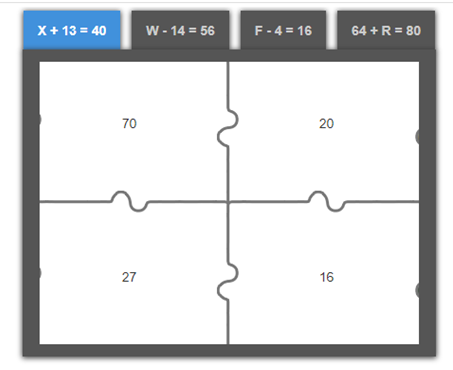 X + 13 = 40 W - 14 = 56 F - 4 = 16 64 + R = 80
70 20
27 16